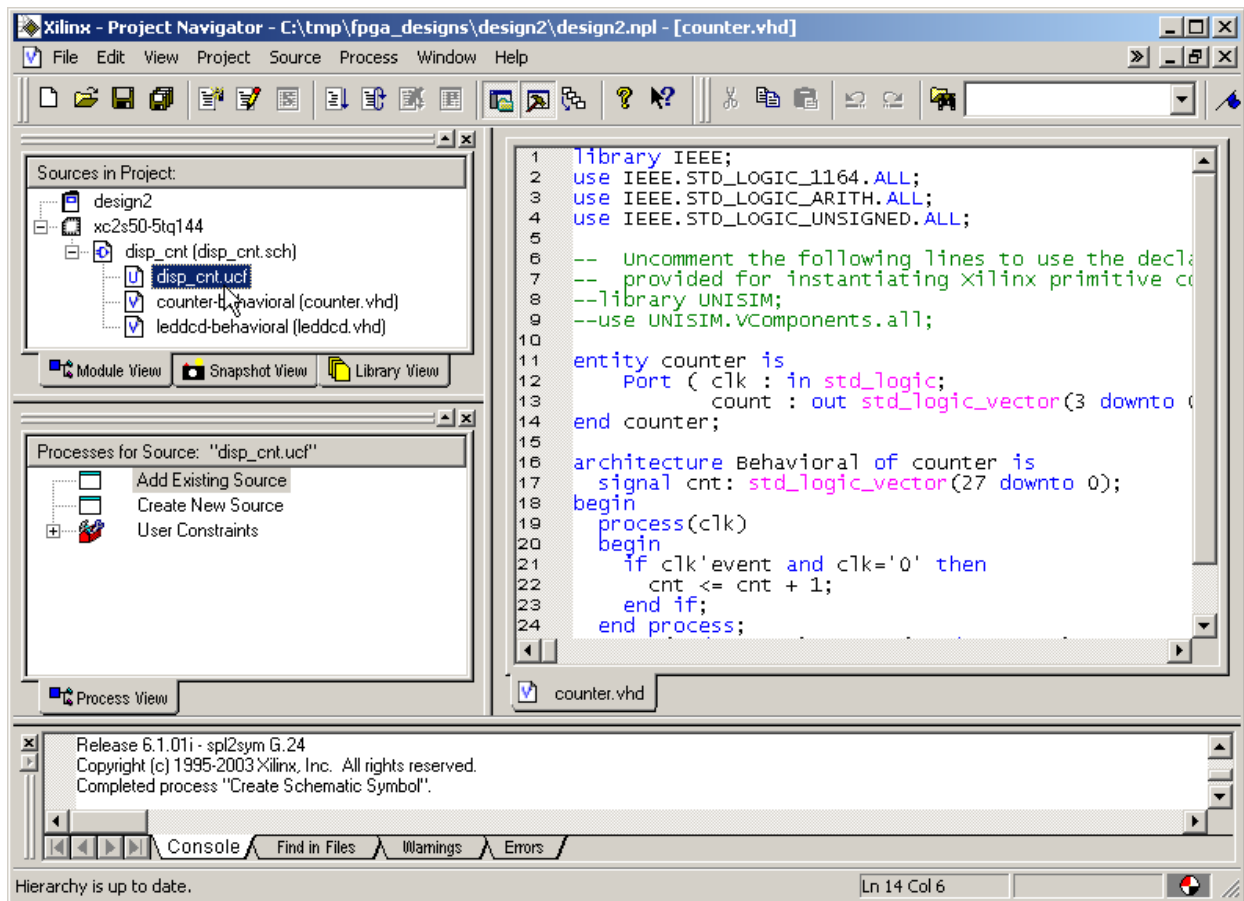 Xilinx - Project Navigator - C:\tmp\fpga_designs\design2\design2.npl - [counter.vhd]
File Edit View Project Source Process Window Help
Sources in Project:
design2
xc2s50-5tq144
disp_cnt (disp_cnt.sch)
disp_cnt.ucf
counter-behavioral (counter.vhd)
leddcd-behavioral (leddcd.vhd)
Module View Snapshot View Library View
Processes for Source: "disp_cnt.ucf"
Add Existing Source
Create New Source
User Constraints
Process View
1 library IEEE;
2 use IEEE.STD_LOGIC_1164.ALL;
3 use IEEE.STD_LOGIC_ARITH.ALL;
4 use IEEE.STD_LOGIC_UNSIGNED.ALL;
5
6 -- Uncomment the following lines to use the decla
7 -- provided for instantiating Xilinx primitive co
8 --library UNISIM;
9 --use UNISIM.VComponents.all;
10
11 entity counter is
12 Port ( clk : in std_logic;
13 count : out std_logic_vector(3 downto 0
14 end counter;
15
16 architecture Behavioral of counter is
17 signal cnt: std_logic_vector(27 downto 0);
18 begin
19 process(clk)
20 begin
21 if clk'event and clk='0' then
22 cnt <= cnt + 1;
23 end if;
24 end process;
counter.vhd
Release 6.1.01i - spl2sym G.24
Copyright (c) 1995-2003 Xilinx, Inc. All rights reserved.
Completed process "Create Schematic Symbol".
Console Find in Files Warnings Errors
Hierarchy is up to date.
Ln 14 Col 6